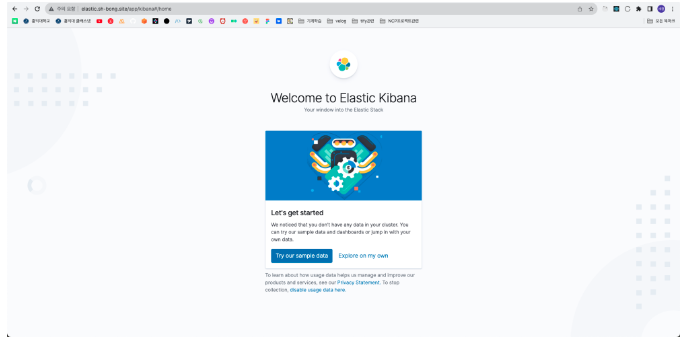 주의 요함 elastic.sh-bong.site/app/kibana#/home
velog
Welcome to Elastic Kibana
Your window into the Elastic Stack
Let's get started
We noticed that you don't have any data in your cluster. You
can try our sample data and dashboards or jump in with your
own data.
Try our sample data Explore on my own
To learn about how usage data helps us manage and improve our
products and services, see our Privacy Statement. To stop
collection, disable usage data here.